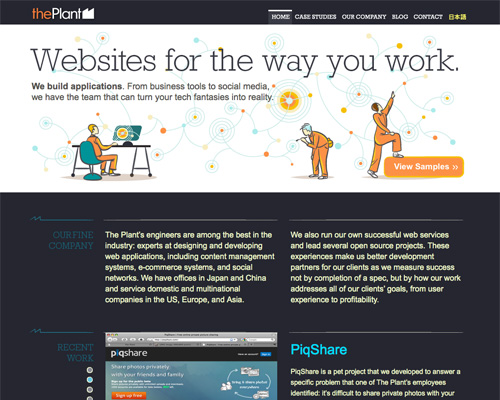 thePlant
HOME CASE STUDIES OUR COMPANY BLOG CONTACT 日本語
Websites for the way you work.
We build applications. From business tools to social media,
we have the team that can turn your tech fantasies into reality.
View Samples »
OUR FINE
COMPANY
The Plant's engineers are among the best in the
industry: experts at designing and developing
web applications, including content management
systems, e-commerce systems, and social
networks. We have offices in Japan and China
and service domestic and multinational
companies in the US, Europe, and Asia.
We also run our own successful web services
and lead several open source projects. These
experiences make us better development
partners for our clients as we measure success
not by completion of a spec, but by how our work
addresses all of our clients' goals, from user
experience to profitability.
RECENT
WORK
piqshare
Share photos privately,
with your friends and family
Sign up free
PiqShare
PiqShare is a pet project that we developed to answer a
specific problem that one of The Plant's employees
identified: it's difficult to share private photos with your